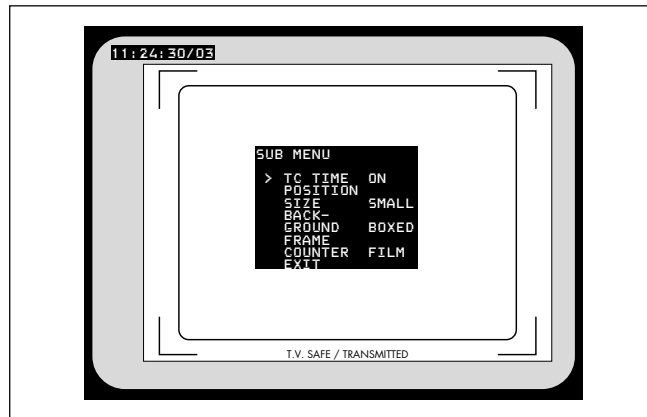 11:24:30/03
SUB MENU
> TC TIME ON
POSITION
SIZE SMALL
BACK-
GROUND BOXED
FRAME
COUNTER FILM
EXIT
T.V. SAFE / TRANSMITTED